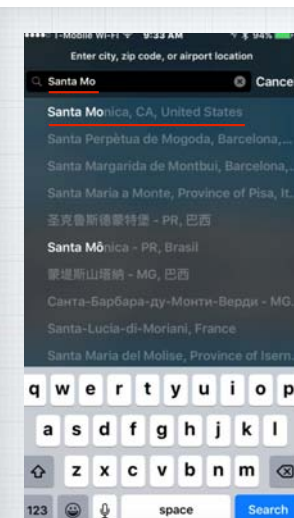 T-Mobile Wi-Fi 9:33 AM 94%
Enter city, zip code, or airport location
Santa Mo Cance
Santa Monica, CA, United States
Santa Perpètua de Mogoda, Barcelona,...
Santa Margarida de Montbui, Barcelona,..
Santa Maria a Monte, Province of Pisa, It..
圣克鲁斯德蒙特堡 - PR, 巴西
Santa Mônica - PR, Brasil
蒙堤斯山塔納 - MG, 巴西
Санта-Барбара-ду-Монти-Верди - MG.
Santa-Lucia-di-Moriani, France
Santa Maria del Molise, Province of Isern.
q w e r t y u i o p
a s d f g h j k l
z x c v b n m
123 space Search